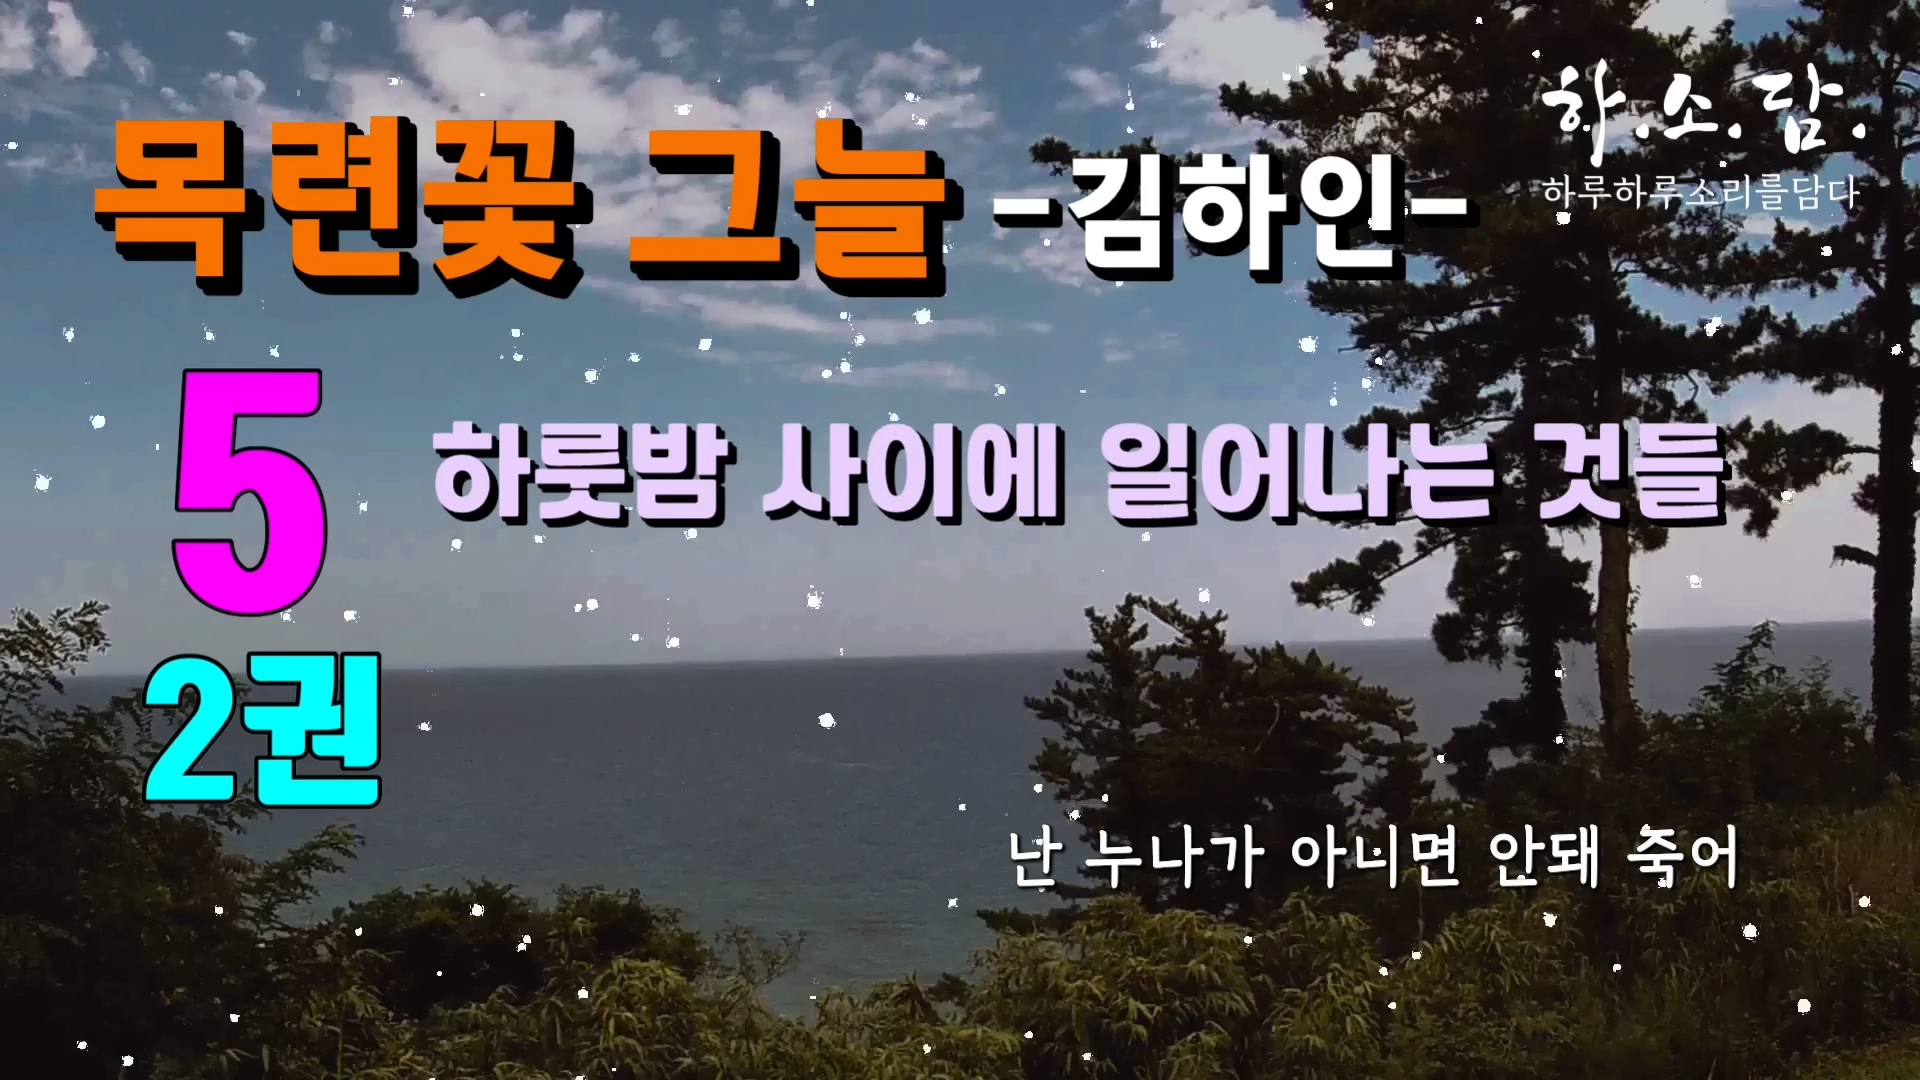 하.소.담.
하루하루소리를담다
목련꽃 그늘 -김하인-
5 하룻밤 사이에 일어나는 것들
2권
난 누나가 아니면 안돼 죽어